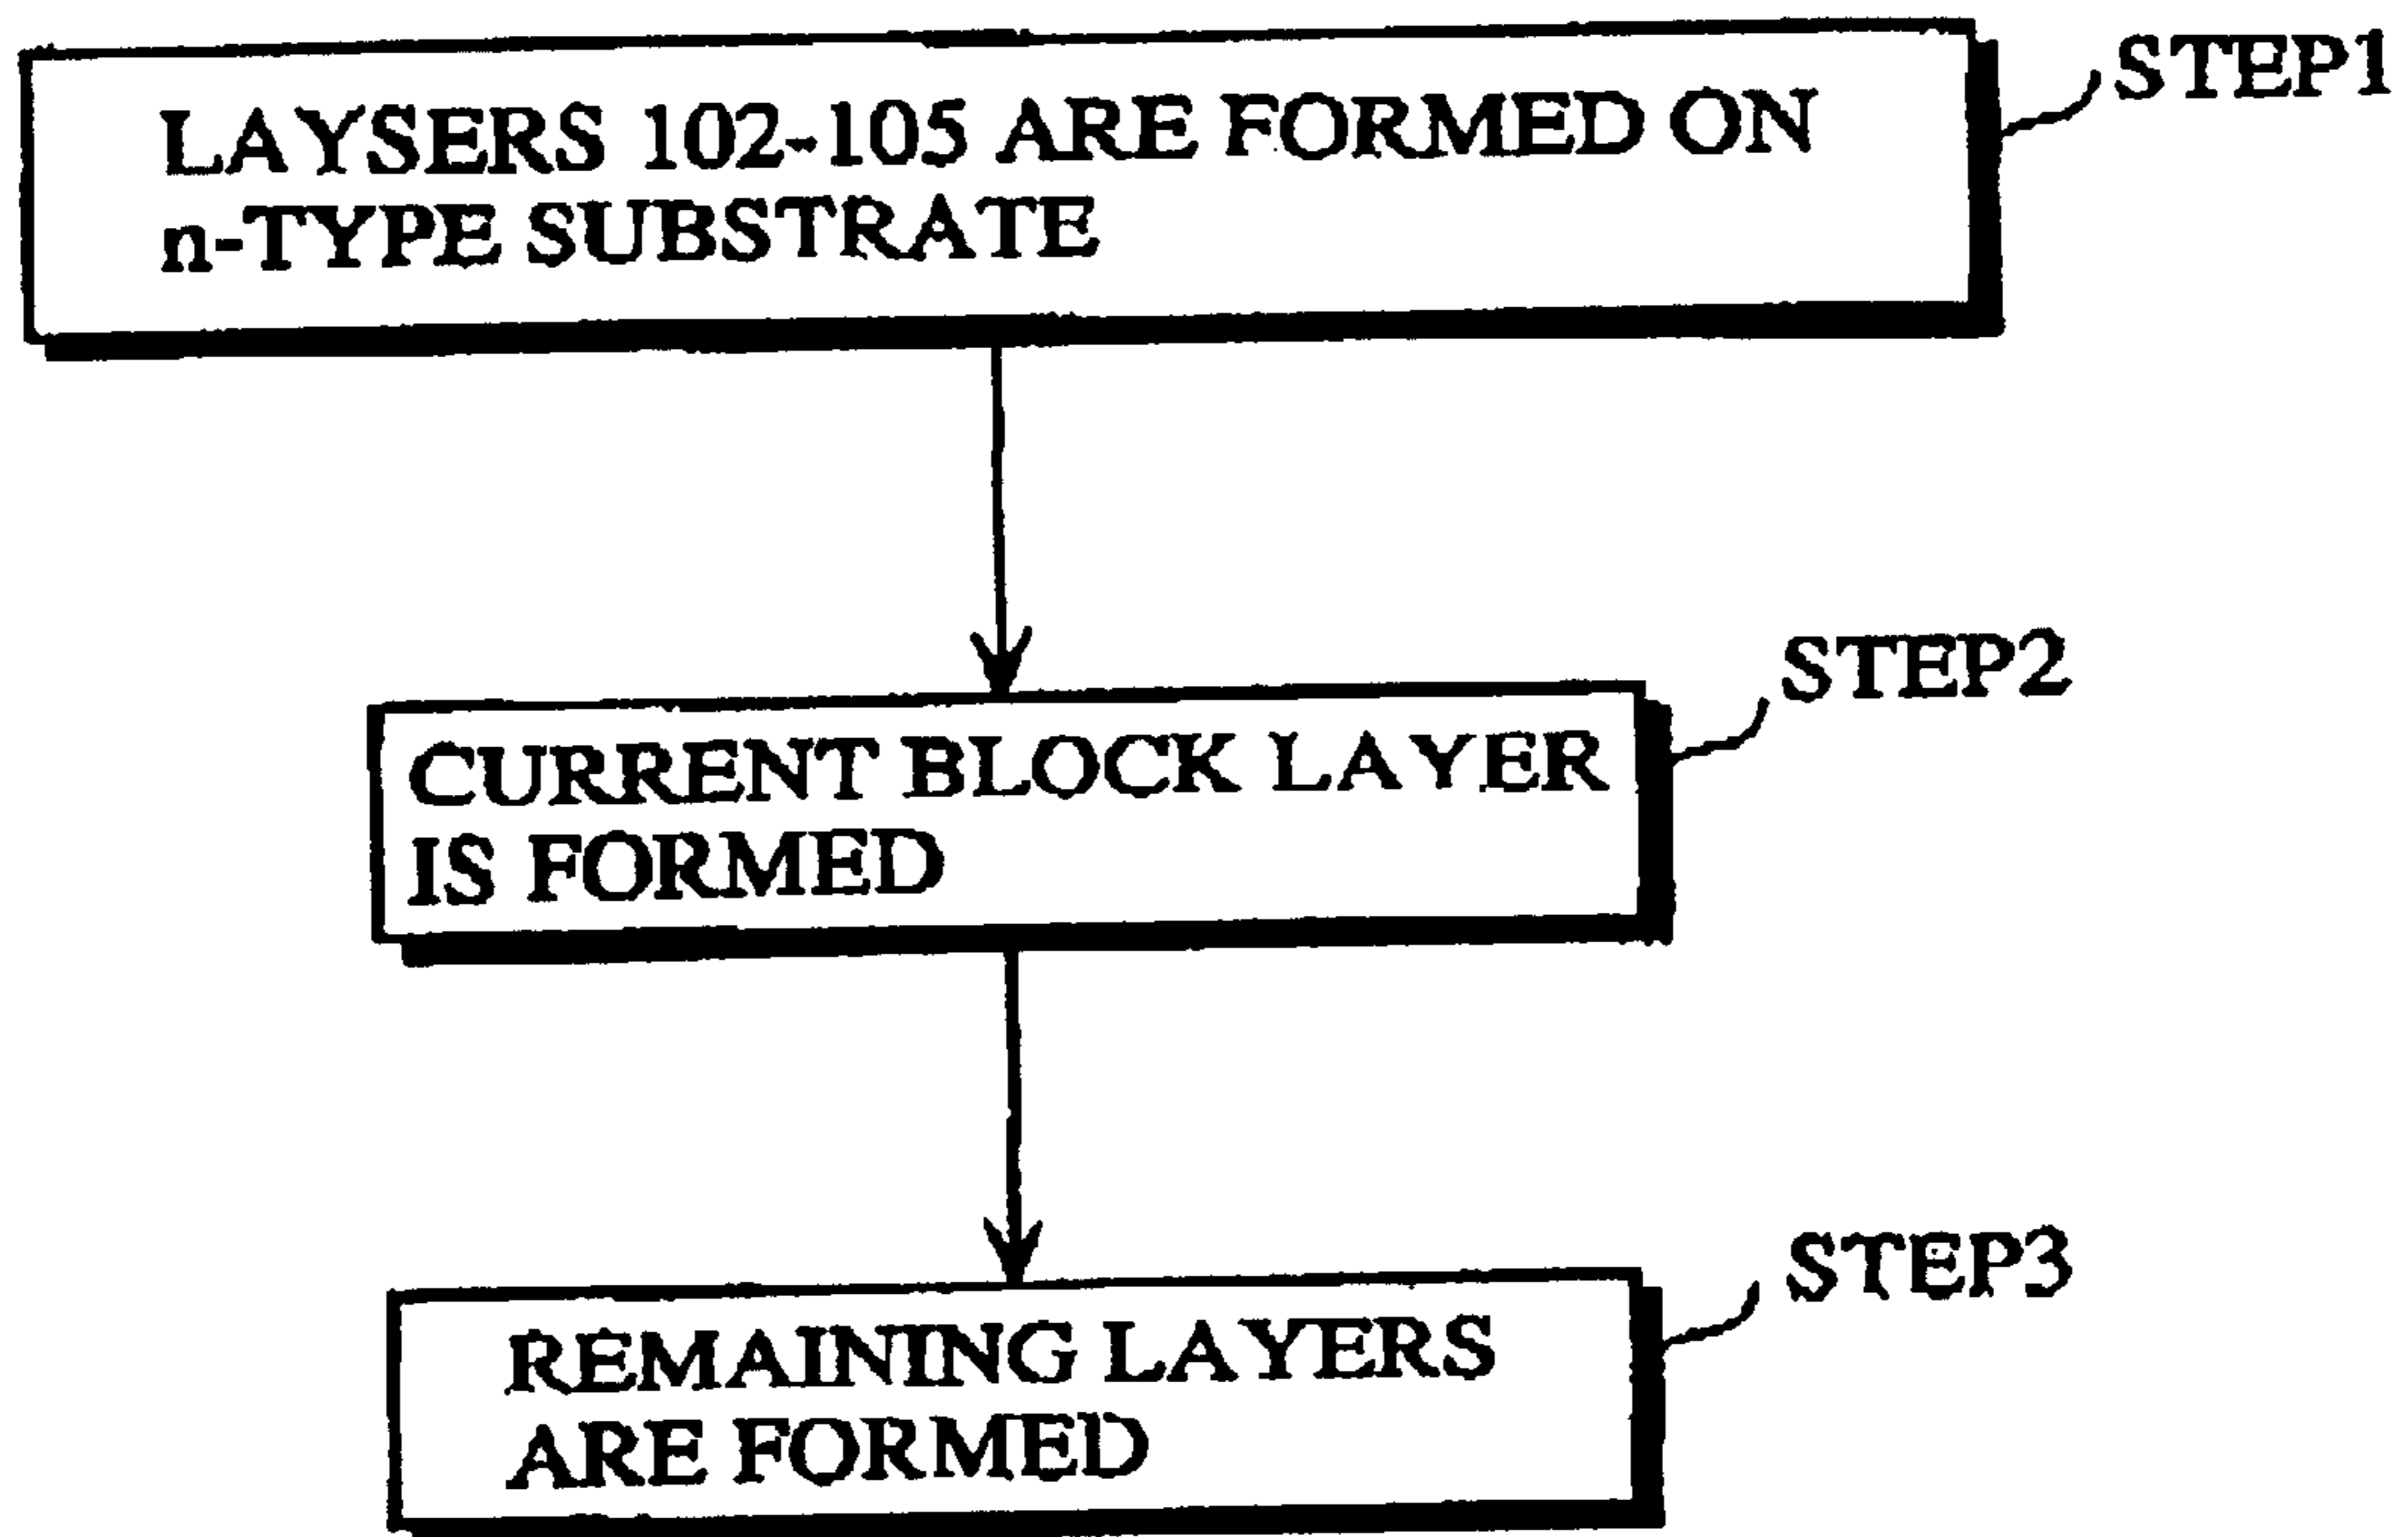 STEP1
LAYSERS 102-105 ARE FORMED ON
n-TYPE SUBSTRATE
STEP2
CURRENT BLOCK LAYER
IS FORMED
STEP3
REMAINING LAYERS
ARE FORMED